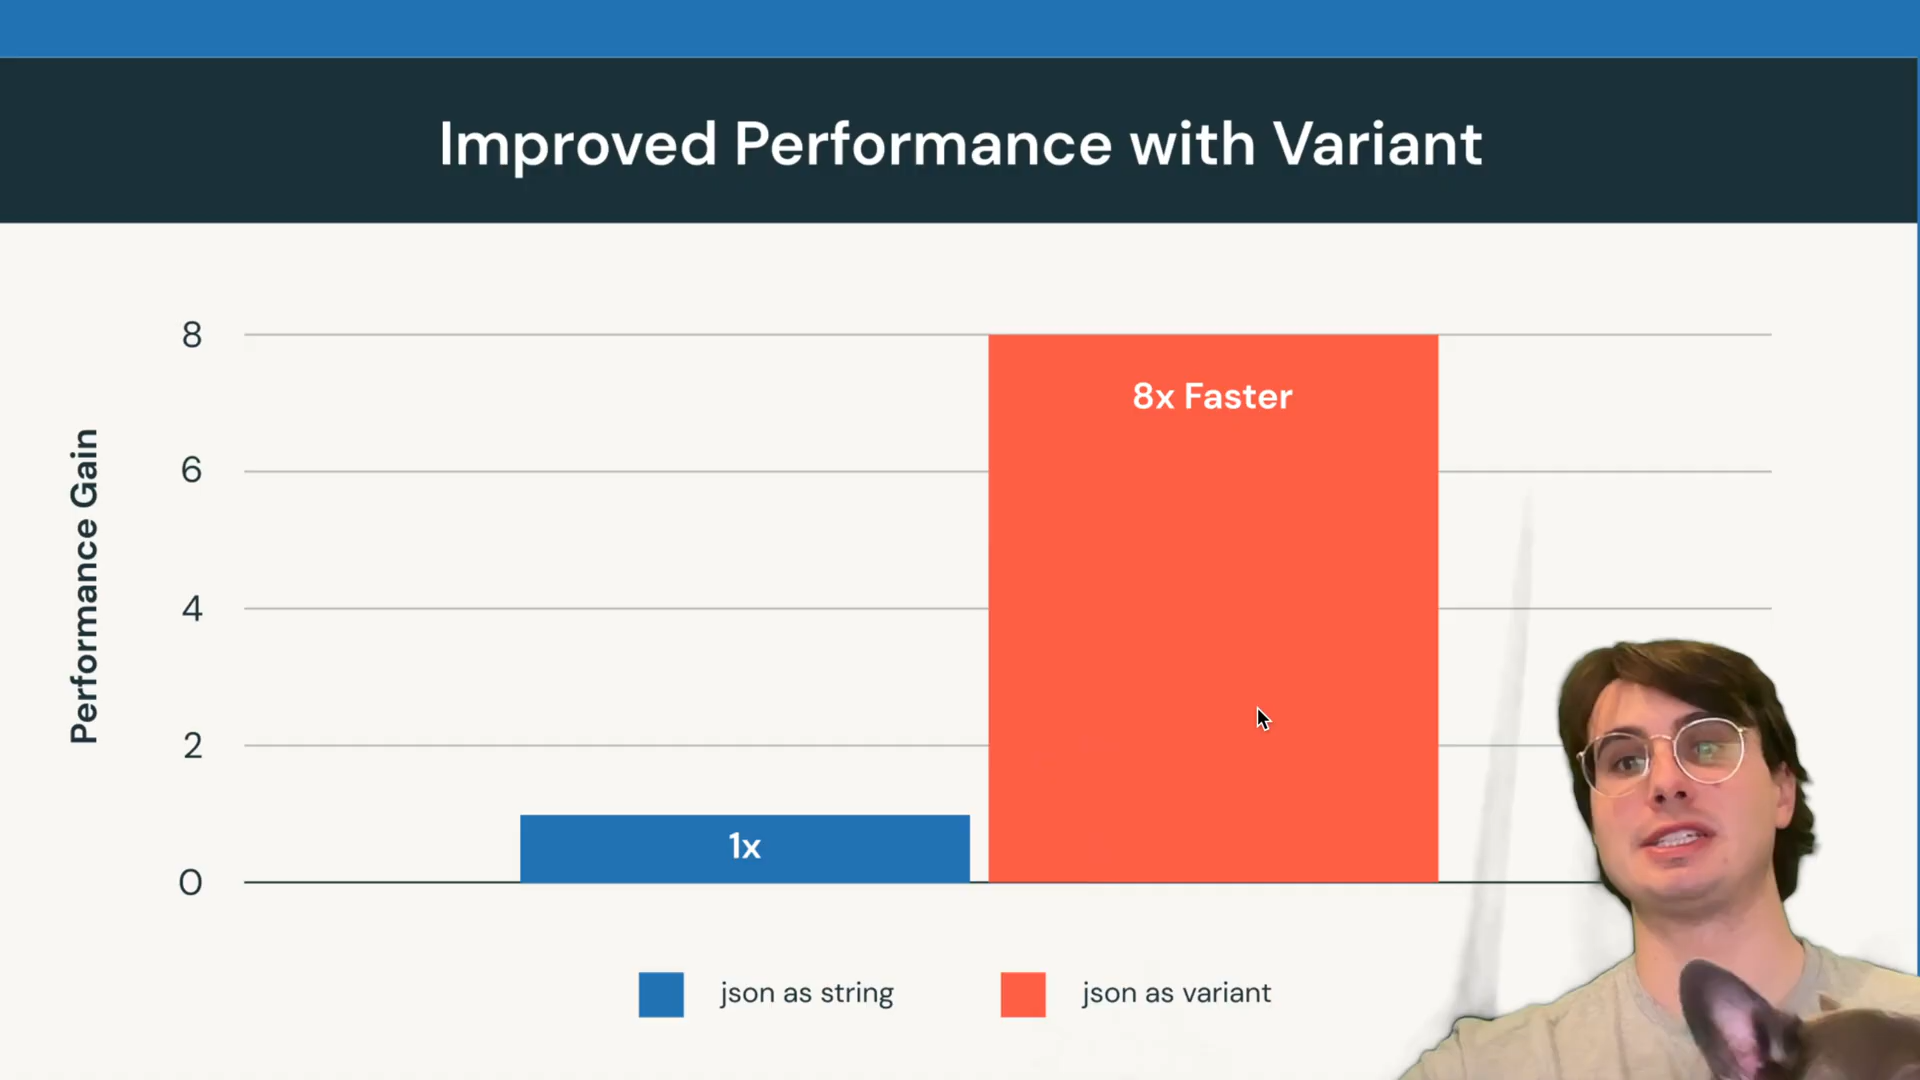 Improved Performance with Variant
Performance Gain
8
6
4
2
0
8x Faster
1x
json as string
json as variant